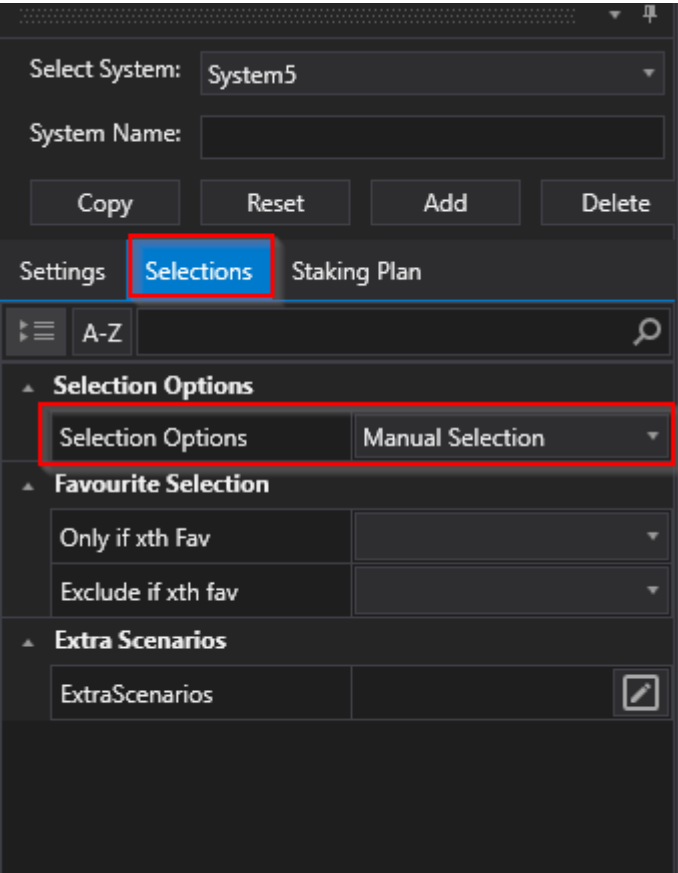 Select System: System5
System Name:
Copy Reset Add Delete
Settings Selections Staking Plan
A-Z
Selection Options
Selection Options Manual Selection
Favourite Selection
Only if xth Fav
Exclude if xth fav
Extra Scenarios
ExtraScenarios